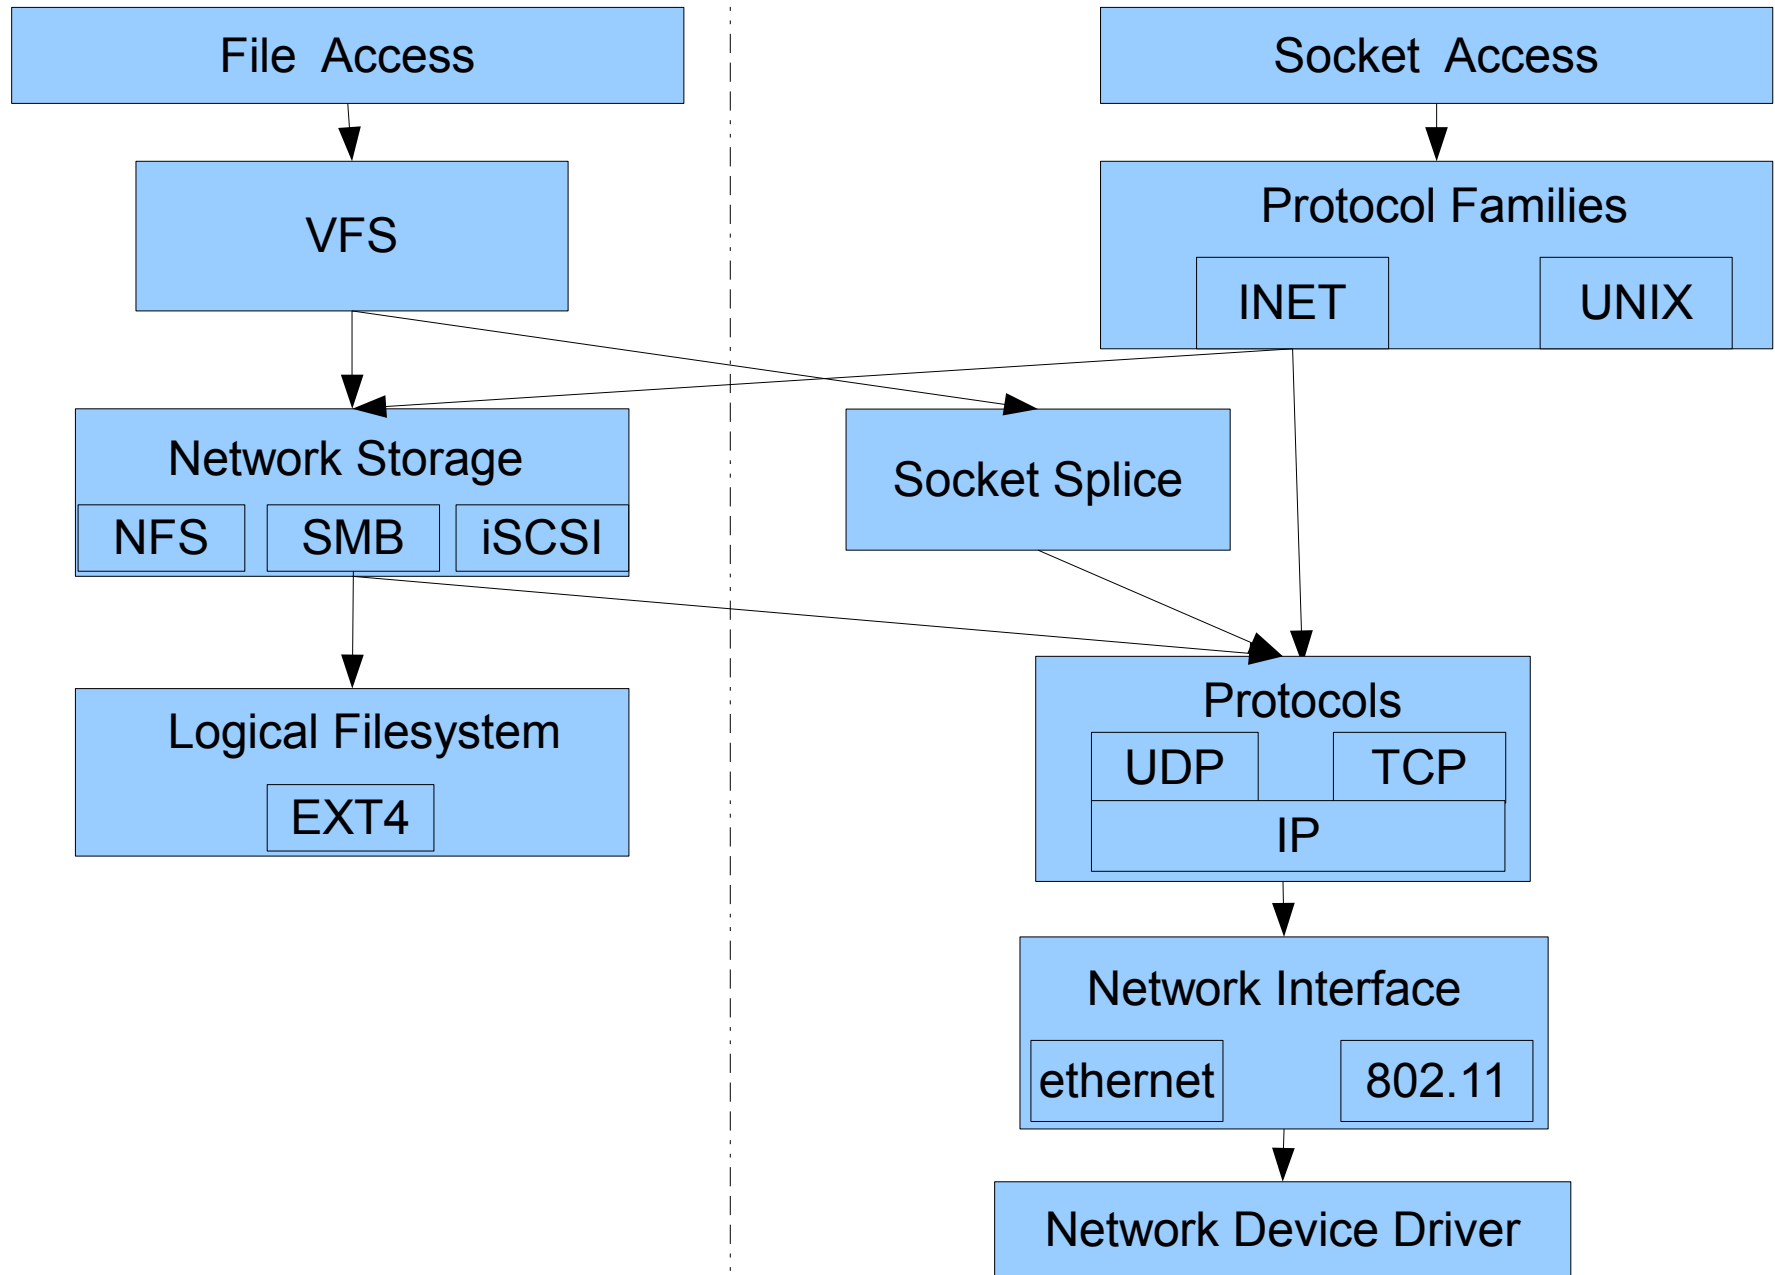 File Access
Socket Access
VFS
Protocol Families
INET
UNIX
Network Storage
NFS
SMB
iSCSI
Socket Splice
Logical Filesystem
EXT4
Protocols
UDP
TCP
IP
Network Interface
ethernet
802.11
Network Device Driver